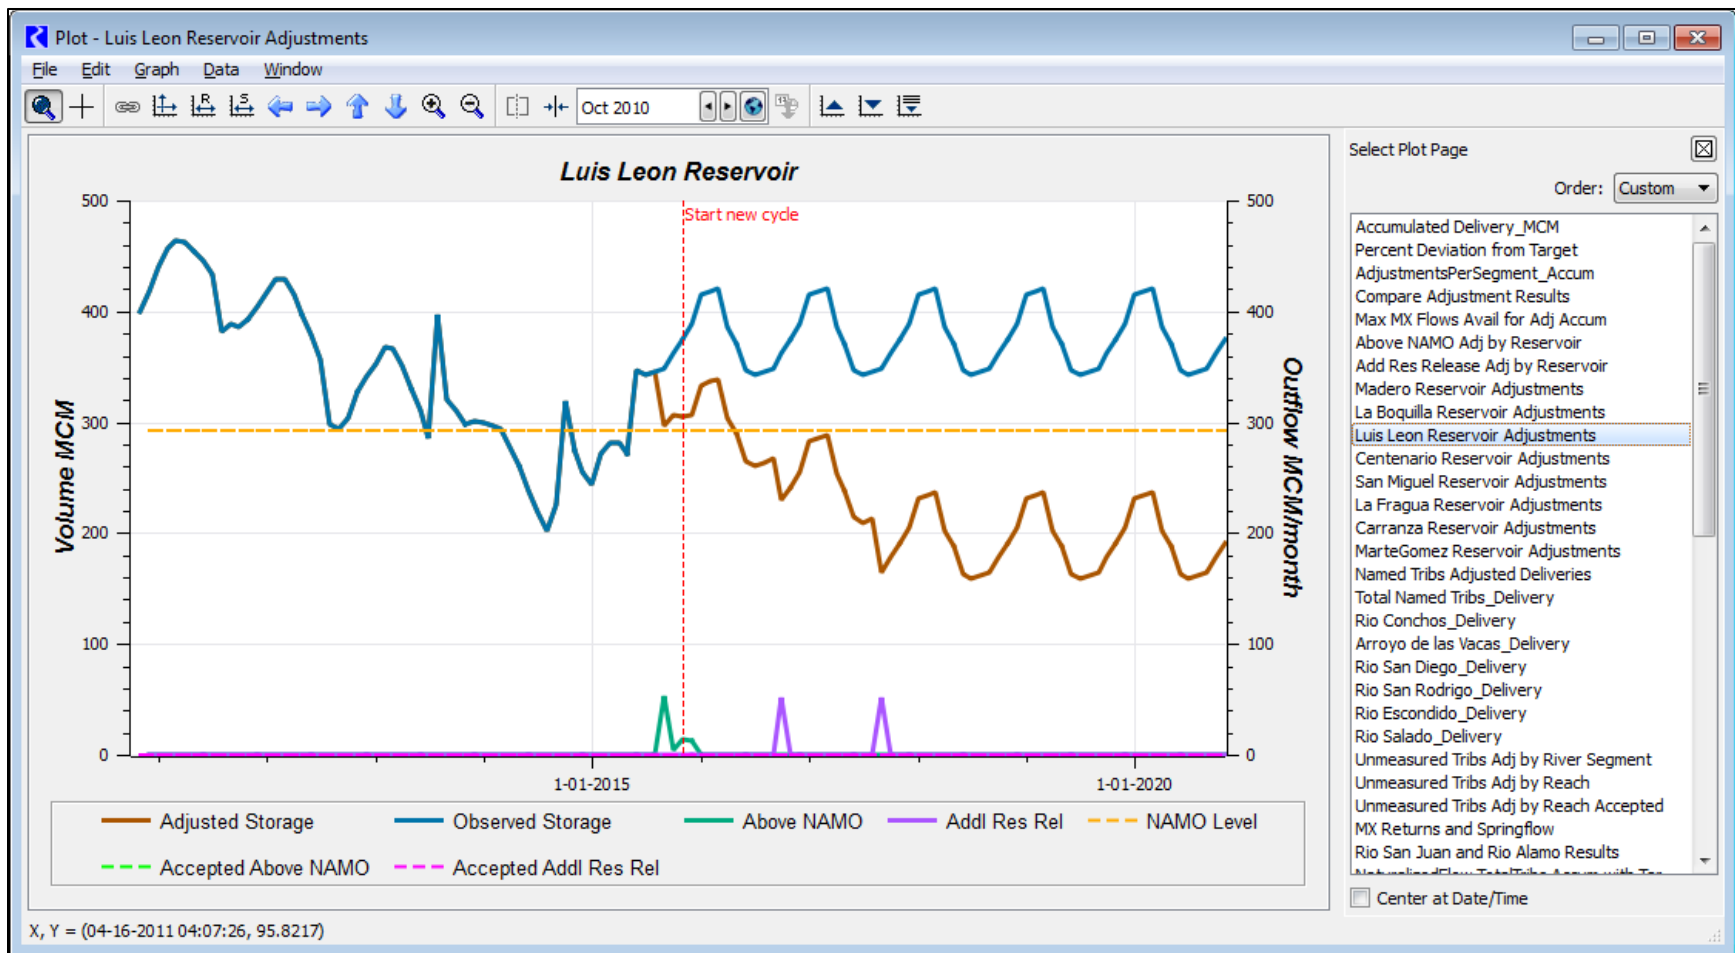 Plot - Luis Leon Reservoir Adjustments
File Edit Graph Data Window
Oct 2010
Luis Leon Reservoir
Start new cycle
500
400
300
200
100
0
Volume MCM
500
400
300
200
100
0
Outflow MCM/month
1-01-2015
1-01-2020
Adjusted Storage
Observed Storage
Above NAMO
Addl Res Rel
NAMO Level
Accepted Above NAMO
Accepted Addl Res Rel
Select Plot Page
Order: Custom
Accumulated Delivery_MCM
Percent Deviation from Target
AdjustmentsPerSegment_Accum
Compare Adjustment Results
Max MX Flows Avail for Adj Accum
Above NAMO Adj by Reservoir
Add Res Release Adj by Reservoir
Madero Reservoir Adjustments
La Boquilla Reservoir Adjustments
Luis Leon Reservoir Adjustments
Centenario Reservoir Adjustments
San Miguel Reservoir Adjustments
La Fragua Reservoir Adjustments
Carranza Reservoir Adjustments
MarteGomez Reservoir Adjustments
Named Tribs Adjusted Deliveries
Total Named Tribs_Delivery
Rio Conchos_Delivery
Arroyo de las Vacas_Delivery
Rio San Diego_Delivery
Rio San Rodrigo_Delivery
Rio Escondido_Delivery
Rio Salado_Delivery
Unmeasured Tribs Adj by River Segment
Unmeasured Tribs Adj by Reach
Unmeasured Tribs Adj by Reach Accepted
MX Returns and Springflow
Rio San Juan and Rio Alamo Results
Center at Date/Time
X, Y = (04-16-2011 04:07:26, 95.8217)